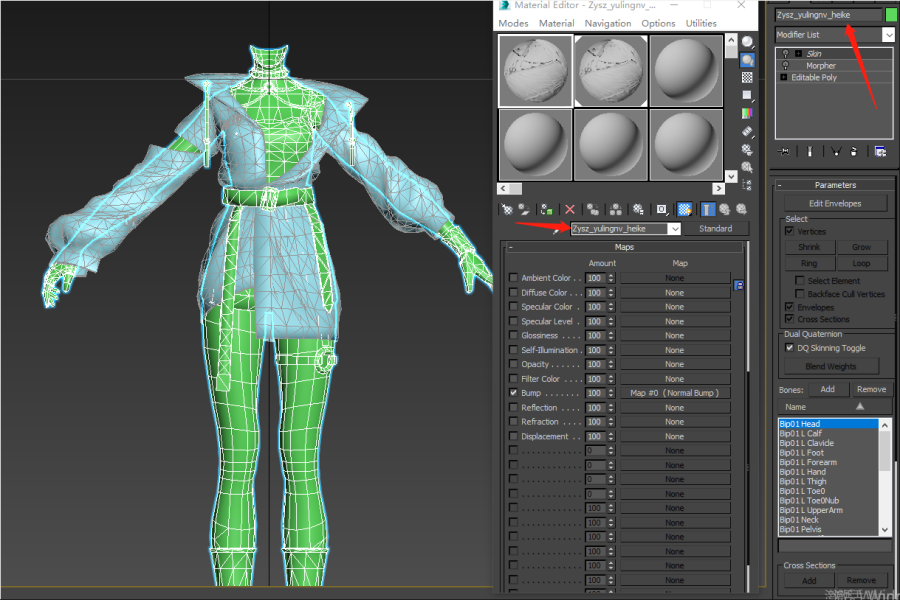 Material Editor - Zysz_yulingnv_...
Modes Material Navigation Options Utilities
Zysz_yulingnv_heike
Standard
Maps
Amount Map
Ambient Color . . . 100 None
Diffuse Color . . . 100 None
Specular Color . 100 None
Specular Level . 100 None
Glossiness . . . . 100 None
Self-Illumination . 100 None
Opacity . . . . . 100 None
Filter Color . . . . 100 None
Bump . . . . . . . 100 Map #0 ( Normal Bump )
Reflection . . . . 100 None
Refraction . . . . 100 None
Displacement . . 100 None
0 None
0 None
0 None
0 None
100 None
100 None
100 None
100 None
100 None
100 None
Zysz_yulingnv_heike
Modifier List
Skin
Morpher
Editable Poly
Parameters
Edit Envelopes
Select
Vertices
Shrink Grow
Ring Loop
Select Element
Backface Cull Vertices
Envelopes
Cross Sections
Dual Quaternion
DQ Skinning Toggle
Blend Weights
Bones: Add Remove
Name
Bip01 Head
Bip01 L Calf
Bip01 L Clavicle
Bip01 L Foot
Bip01 L Forearm
Bip01 L Hand
Bip01 L Thigh
Bip01 L Toe0
Bip01 L Toe0Nub
Bip01 L UpperArm
Bip01 Neck
Bip01 Pelvis
Cross Sections
Add Remove